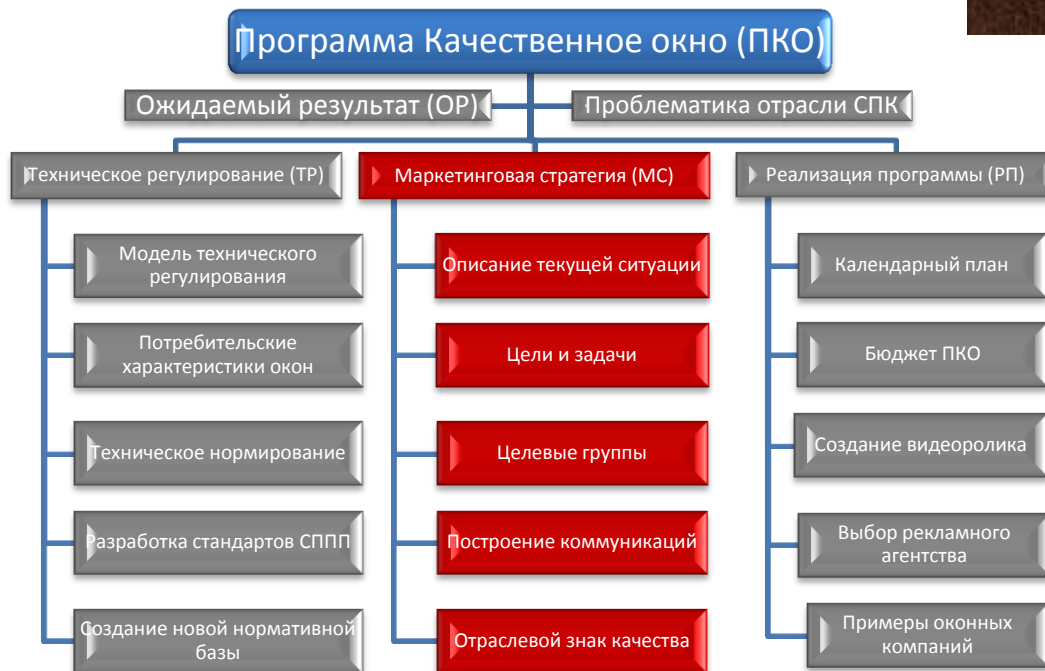 Программа Качественное окно (ПКО)
Ожидаемый результат (ОР)
Проблематика отрасли СПК
Техническое регулирование (ТР)
Маркетинговая стратегия (МС)
Реализация программы (РП)
Модель технического
регулирования
Потребительские
характеристики окон
Техническое нормирование
Разработка стандартов СППП
Создание новой нормативной
базы
Описание текущей ситуации
Цели и задачи
Целевые группы
Построение коммуникаций
Отраслевой знак качества
Календарный план
Бюджет ПКО
Создание видеоролика
Выбор рекламного
агентства
Примеры оконных
компаний